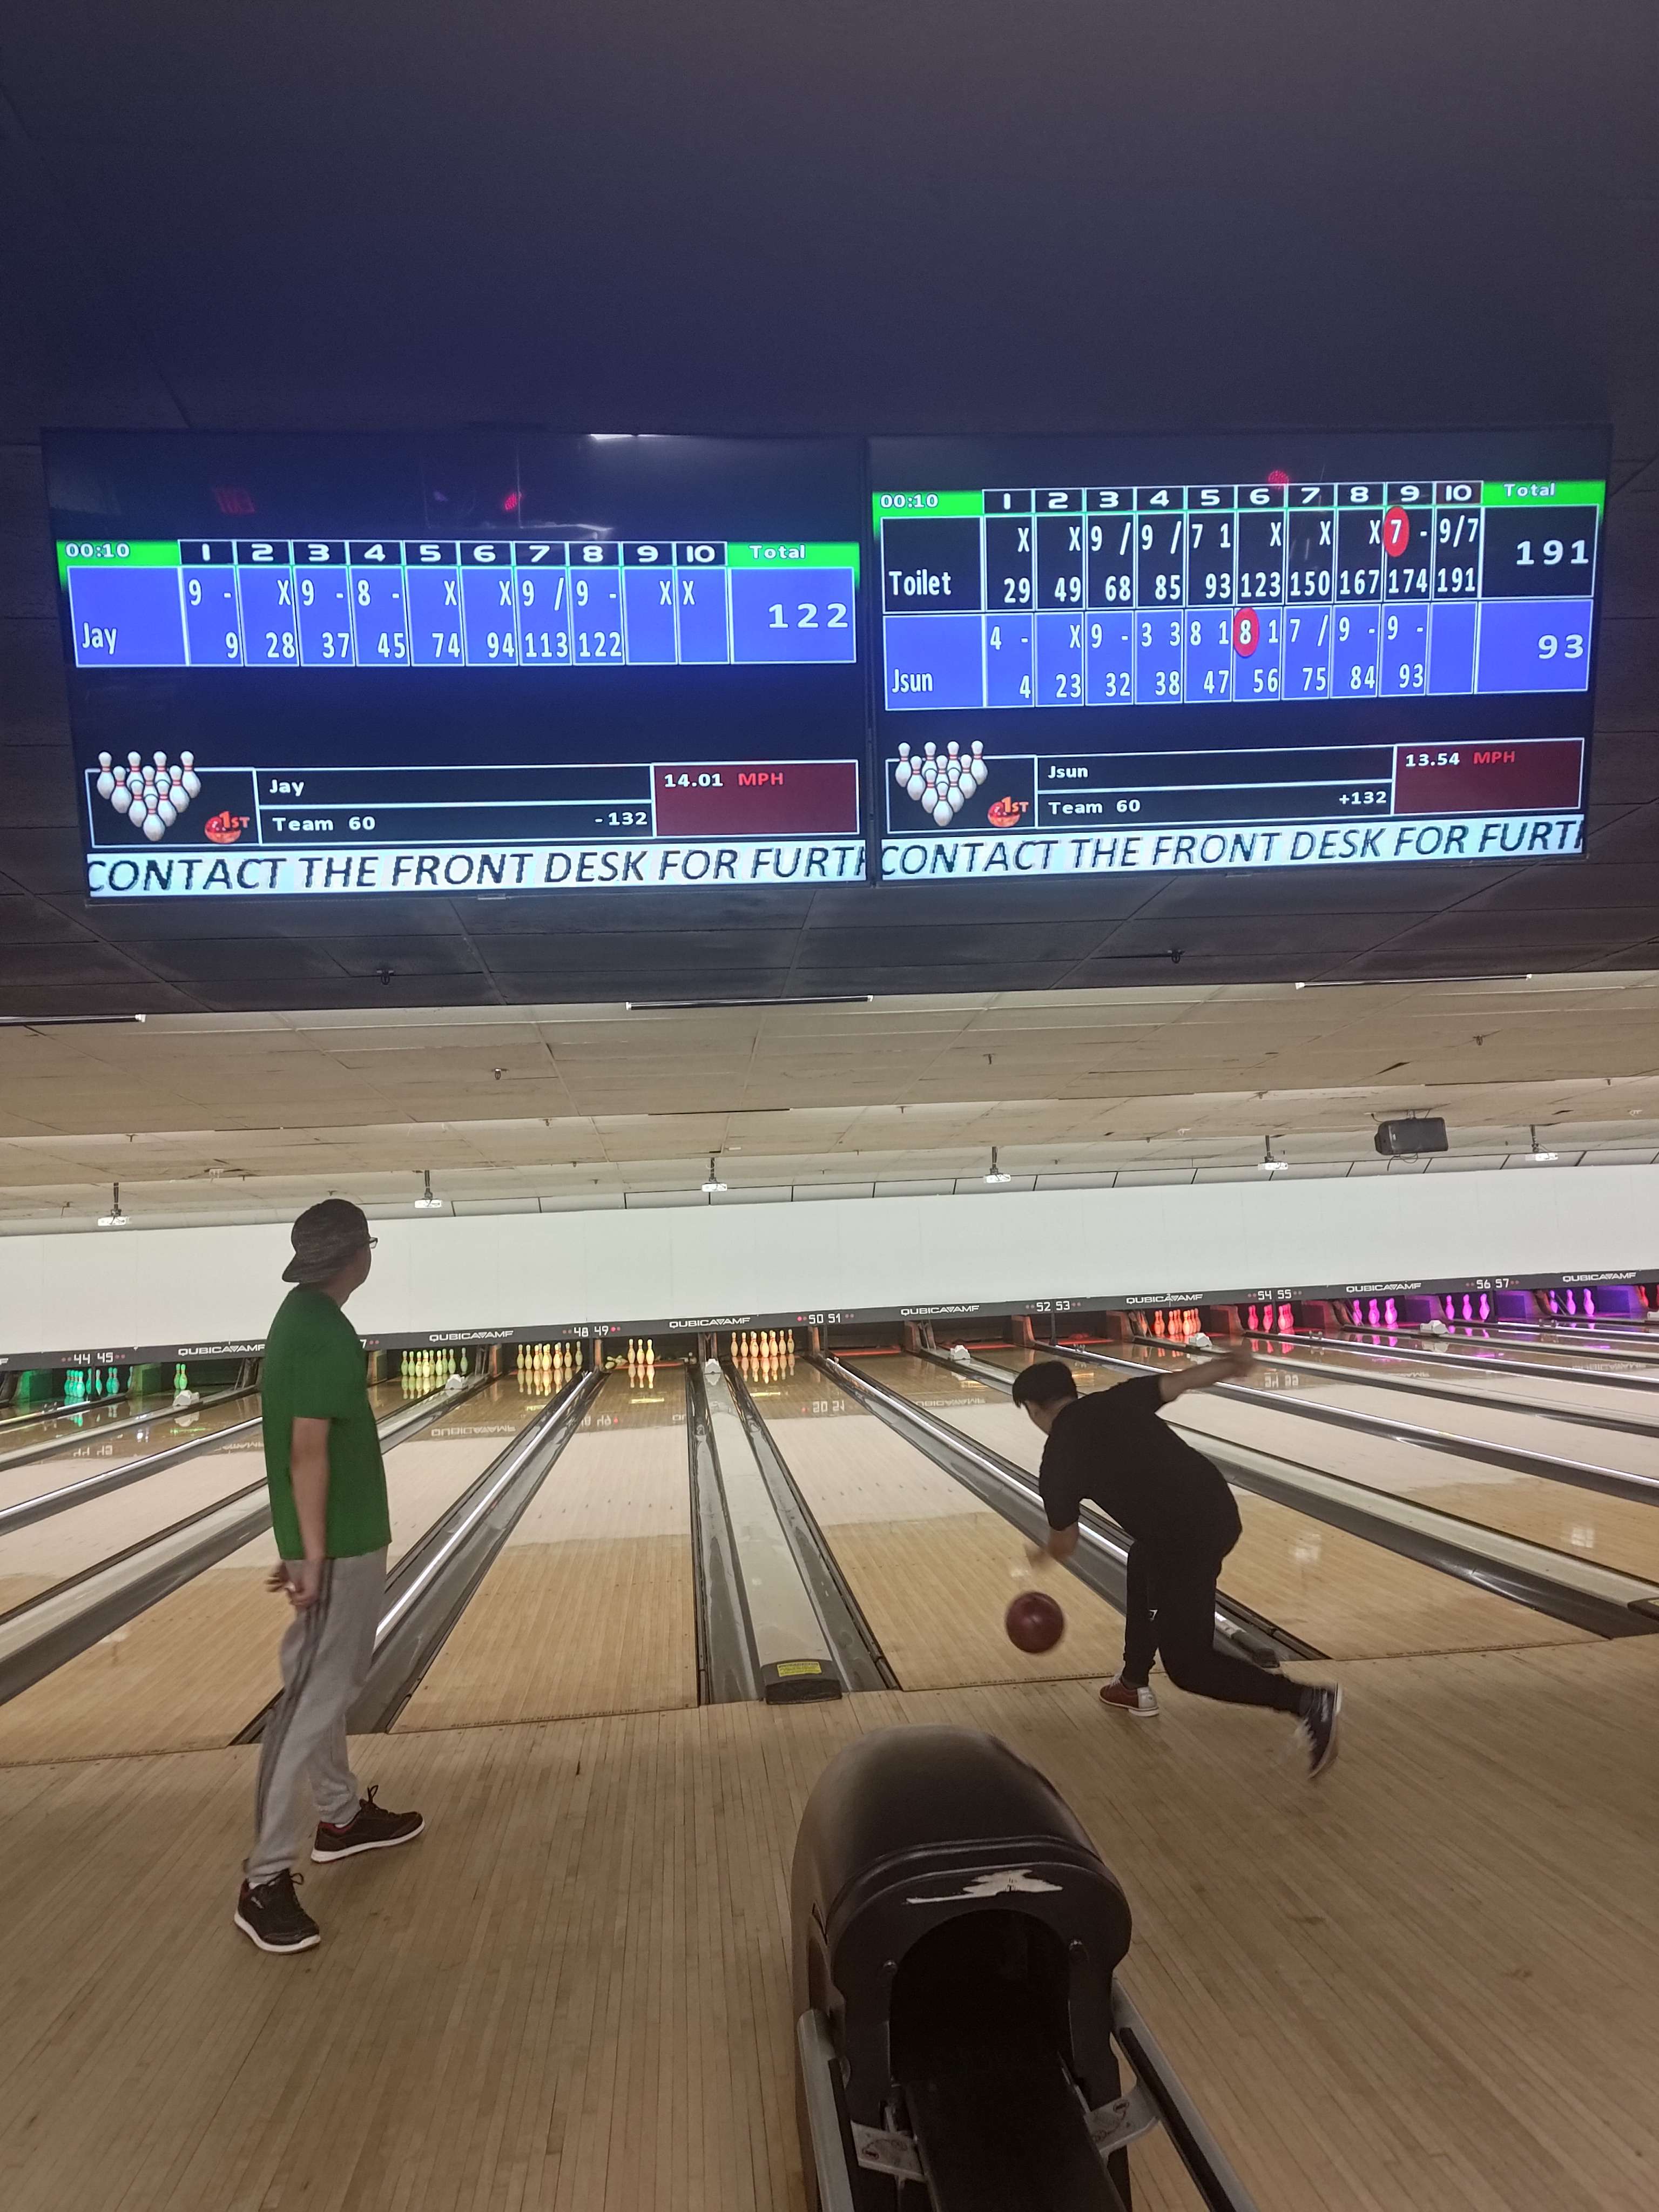 00:10 1 2 3 4 5 6 7 8 9 10 Total
9 - X 9 - 8 - X X 9 / 9 - X X
Jay 9 28 37 45 74 94 113 122 122
1ST
Jay 14.01 MPH
Team 60 -132
CONTACT THE FRONT DESK FOR FURTH
00:10 1 2 3 4 5 6 7 8 9 10 Total
X X 9 / 9 / 7 1 X X X 7 - 9/7
Toilet 29 49 68 85 93 123 150 167 174 191 191
4 - X 9 - 3 3 8 1 8 1 7 / 9 - 9 -
Jsun 4 23 32 38 47 56 75 84 93 93
1ST
Jsun 13.54 MPH
Team 60 +132
CONTACT THE FRONT DESK FOR FURTH
44 45
QUBICAAMF
7
QUBICAAMF
48 49
QUBICAAMF
50 51
QUBICAAMF
52 53
QUBICAAMF
54 55
QUBICAAMF
56 57
QUBICAAMF